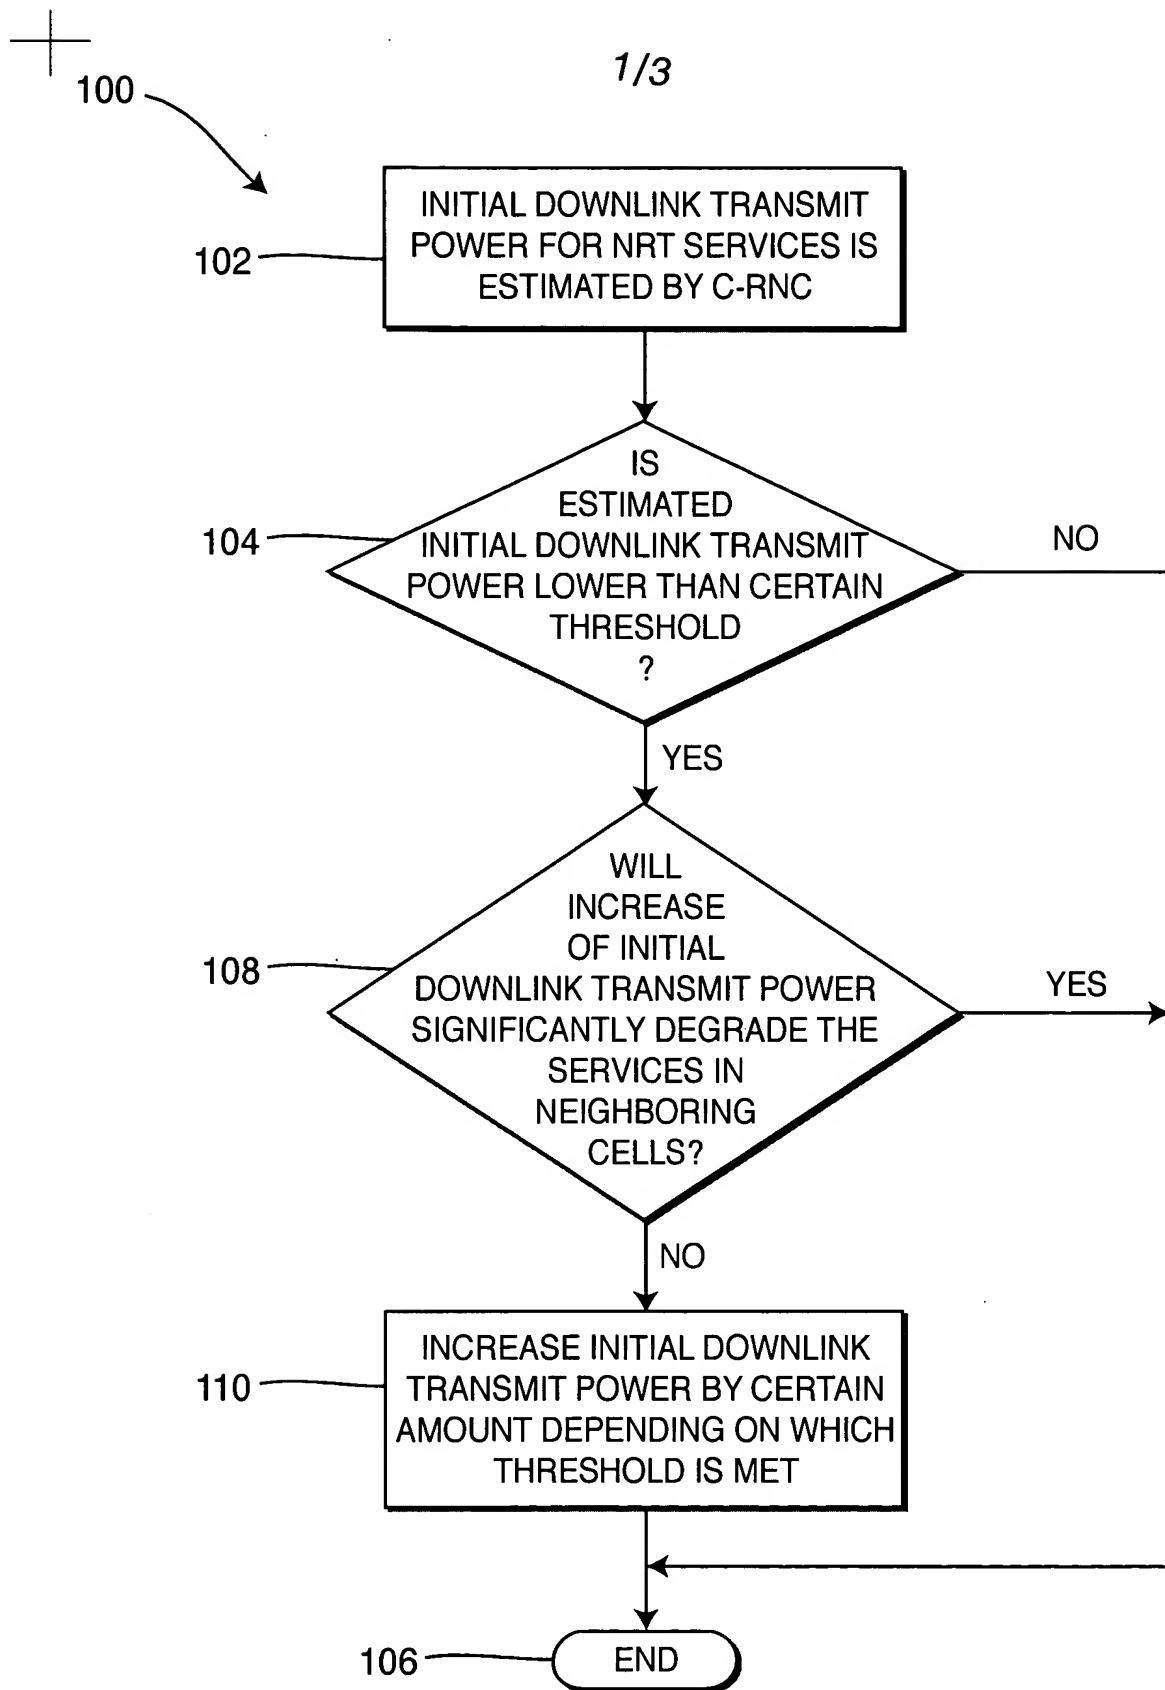 1/3
100
INITIAL DOWNLINK TRANSMIT
POWER FOR NRT SERVICES IS
ESTIMATED BY C-RNC
102
IS
ESTIMATED
INITIAL DOWNLINK TRANSMIT
POWER LOWER THAN CERTAIN
THRESHOLD
?
104
NO
YES
WILL
INCREASE
OF INITIAL
DOWNLINK TRANSMIT POWER
SIGNIFICANTLY DEGRADE THE
SERVICES IN
NEIGHBORING
CELLS?
108
YES
NO
INCREASE INITIAL DOWNLINK
TRANSMIT POWER BY CERTAIN
AMOUNT DEPENDING ON WHICH
THRESHOLD IS MET
110
END
106